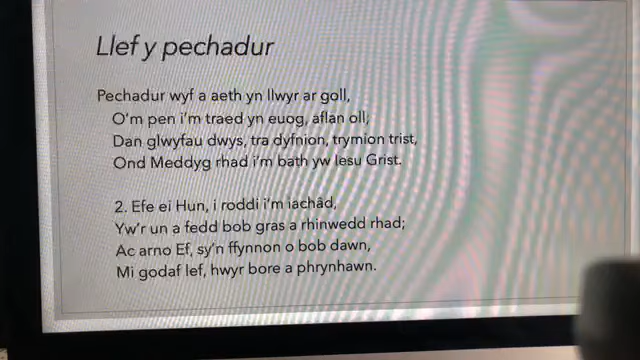 Llef y pechadur
Pechadur wyf a aeth yn llwyr ar goll,
O'm pen i'm traed yn euog, aflan oll;
Dan glwyfau dwys, tra dyfnion, trymion trist,
Ond Meddyg rhad i'm bath yw Iesu Grist.
2. Efe ei Hun, i roddi i'm iachâd,
Yw'r un a fedd bob gras a rhinwedd rhad;
Ac arno Ef, sy'n ffynnon o bob dawn,
Mi godaf lef, hwyr bore a phrynhawn.